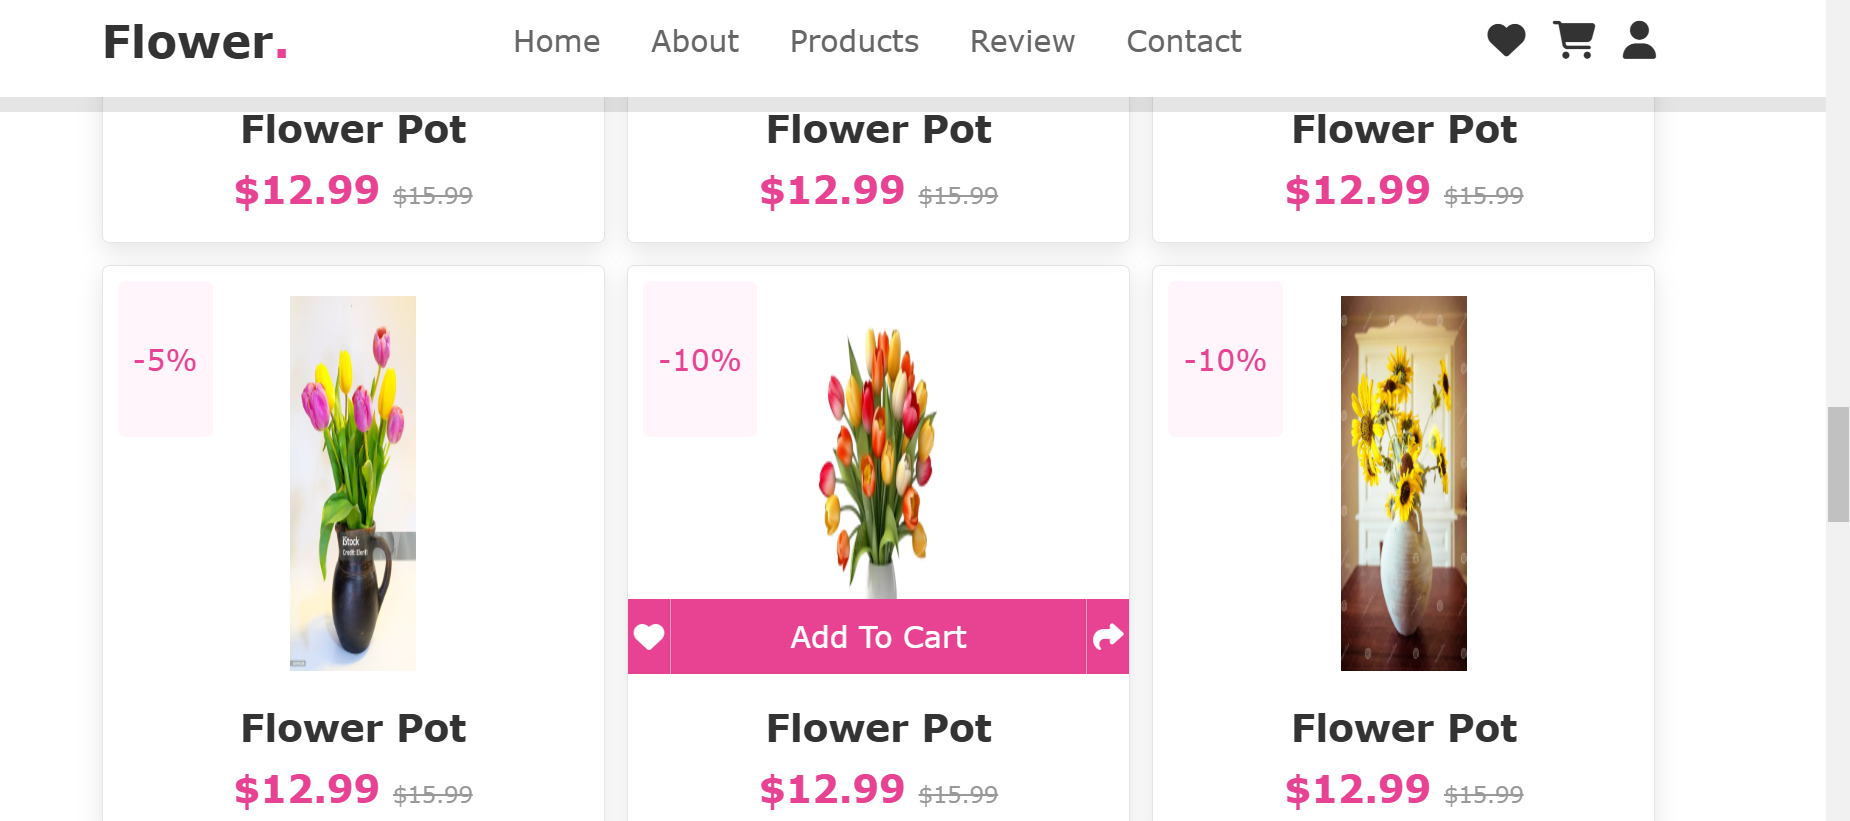 Flower.
Home About Products Review Contact
Flower Pot Flower Pot Flower Pot
$12.99 $15.99 $12.99 $15.99 $12.99 $15.99
-5% -10% -10%
iStock
Add To Cart
Flower Pot Flower Pot Flower Pot
$12.99 $15.99 $12.99 $15.99 $12.99 $15.99